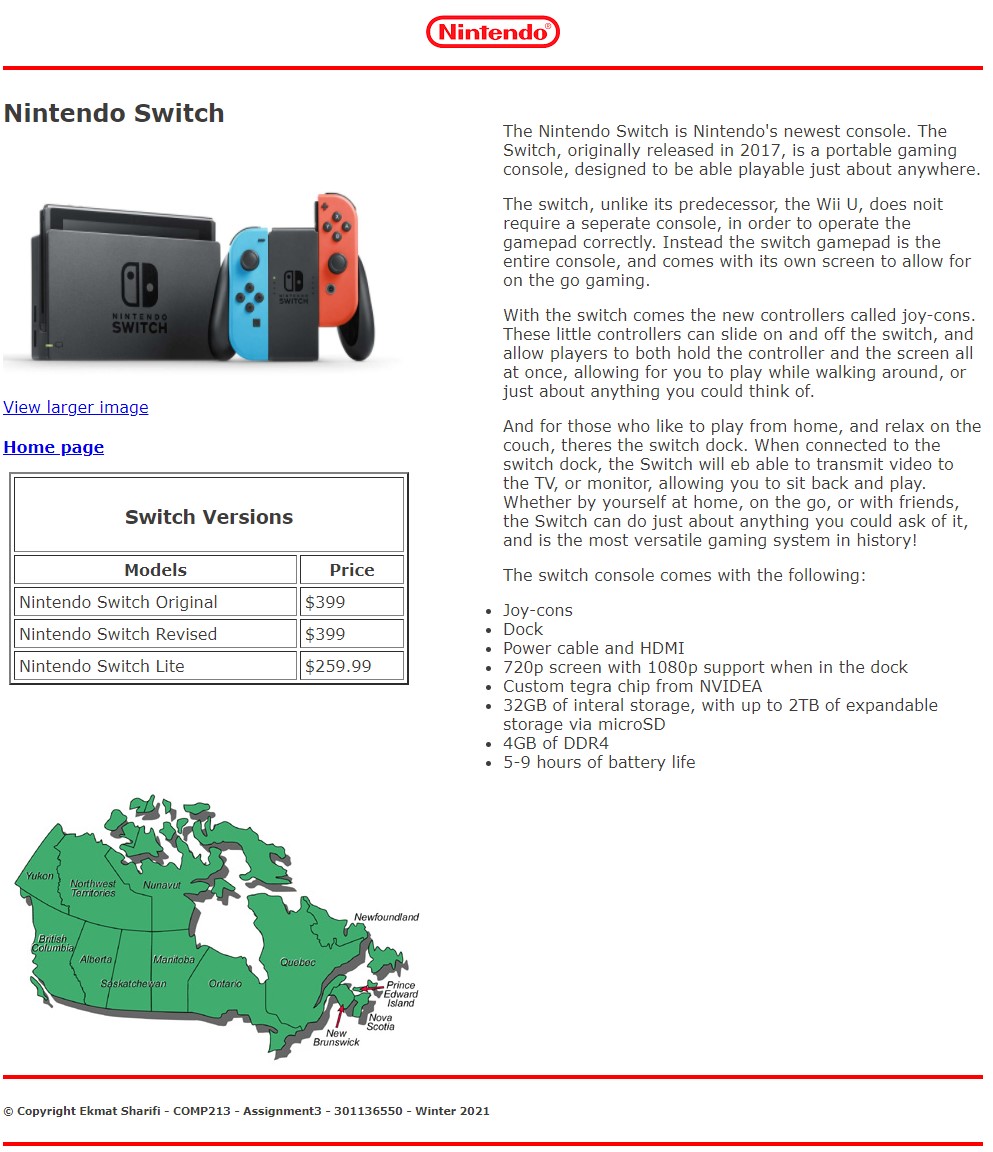 Nintendo®
Nintendo Switch
NINTENDO
SWITCH
NINTENDO
SWITCH
View larger image
Home page
Switch Versions
Models Price
Nintendo Switch Original $399
Nintendo Switch Revised $399
Nintendo Switch Lite $259.99
The Nintendo Switch is Nintendo's newest console. The
Switch, originally released in 2017, is a portable gaming
console, designed to be able playable just about anywhere.
The switch, unlike its predecessor, the Wii U, does noit
require a seperate console, in order to operate the
gamepad correctly. Instead the switch gamepad is the
entire console, and comes with its own screen to allow for
on the go gaming.
With the switch comes the new controllers called joy-cons.
These little controllers can slide on and off the switch, and
allow players to both hold the controller and the screen all
at once, allowing for you to play while walking around, or
just about anything you could think of.
And for those who like to play from home, and relax on the
couch, theres the switch dock. When connected to the
switch dock, the Switch will eb able to transmit video to
the TV, or monitor, allowing you to sit back and play.
Whether by yourself at home, on the go, or with friends,
the Switch can do just about anything you could ask of it,
and is the most versatile gaming system in history!
The switch console comes with the following:
• Joy-cons
• Dock
• Power cable and HDMI
• 720p screen with 1080p support when in the dock
• Custom tegra chip from NVIDEA
• 32GB of interal storage, with up to 2TB of expandable
storage via microSD
• 4GB of DDR4
• 5-9 hours of battery life
Yukon
Northwest
Territories
Nunavut
British
Columbia
Alberta
Saskatchewan
Manitoba
Ontario
Quebec
Newfoundland
Prince
Edward
Island
Nova
Scotia
New
Brunswick
© Copyright Ekmat Sharifi - COMP213 - Assignment3 - 301136550 - Winter 2021